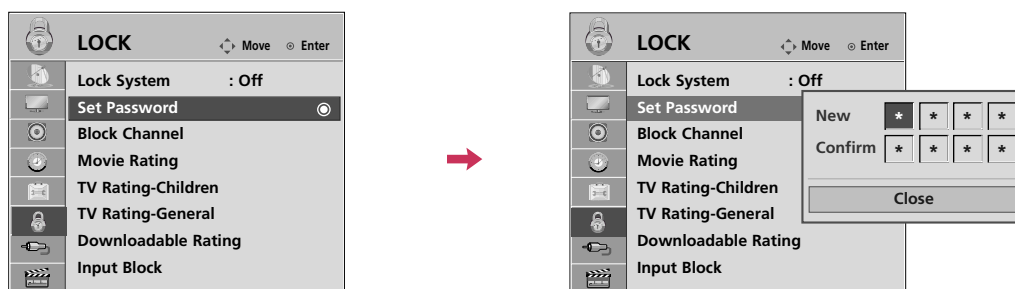 LOCK Move Enter
Lock System : Off
Set Password
Block Channel
Movie Rating
TV Rating-Children
TV Rating-General
Downloadable Rating
Input Block
LOCK Move Enter
Lock System : Off
Set Password
Block Channel
Movie Rating
TV Rating-Children
TV Rating-General
Downloadable Rating
Input Block
New * * * *
Confirm * * * *
Close